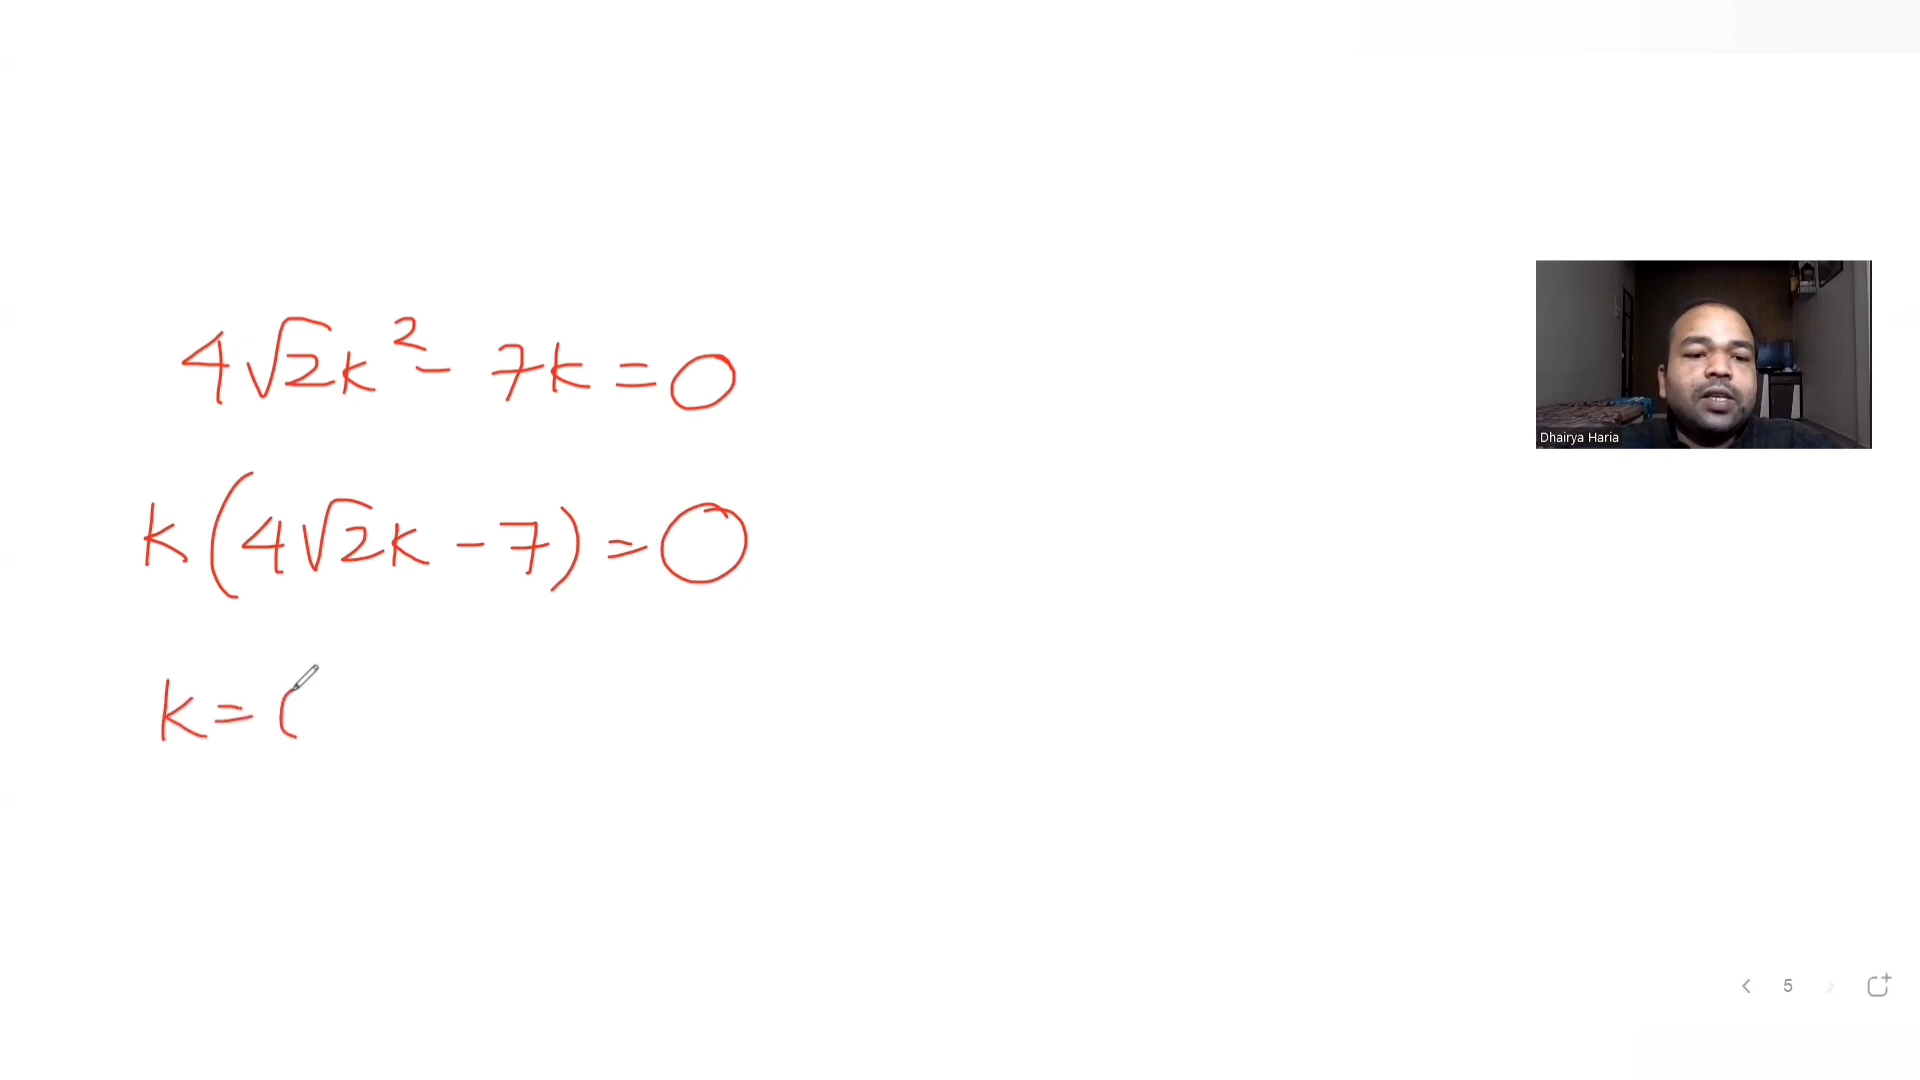 4√2k² - 7k = 0
k(4√2k - 7) = 0
k = (
Dhairya Haria
5